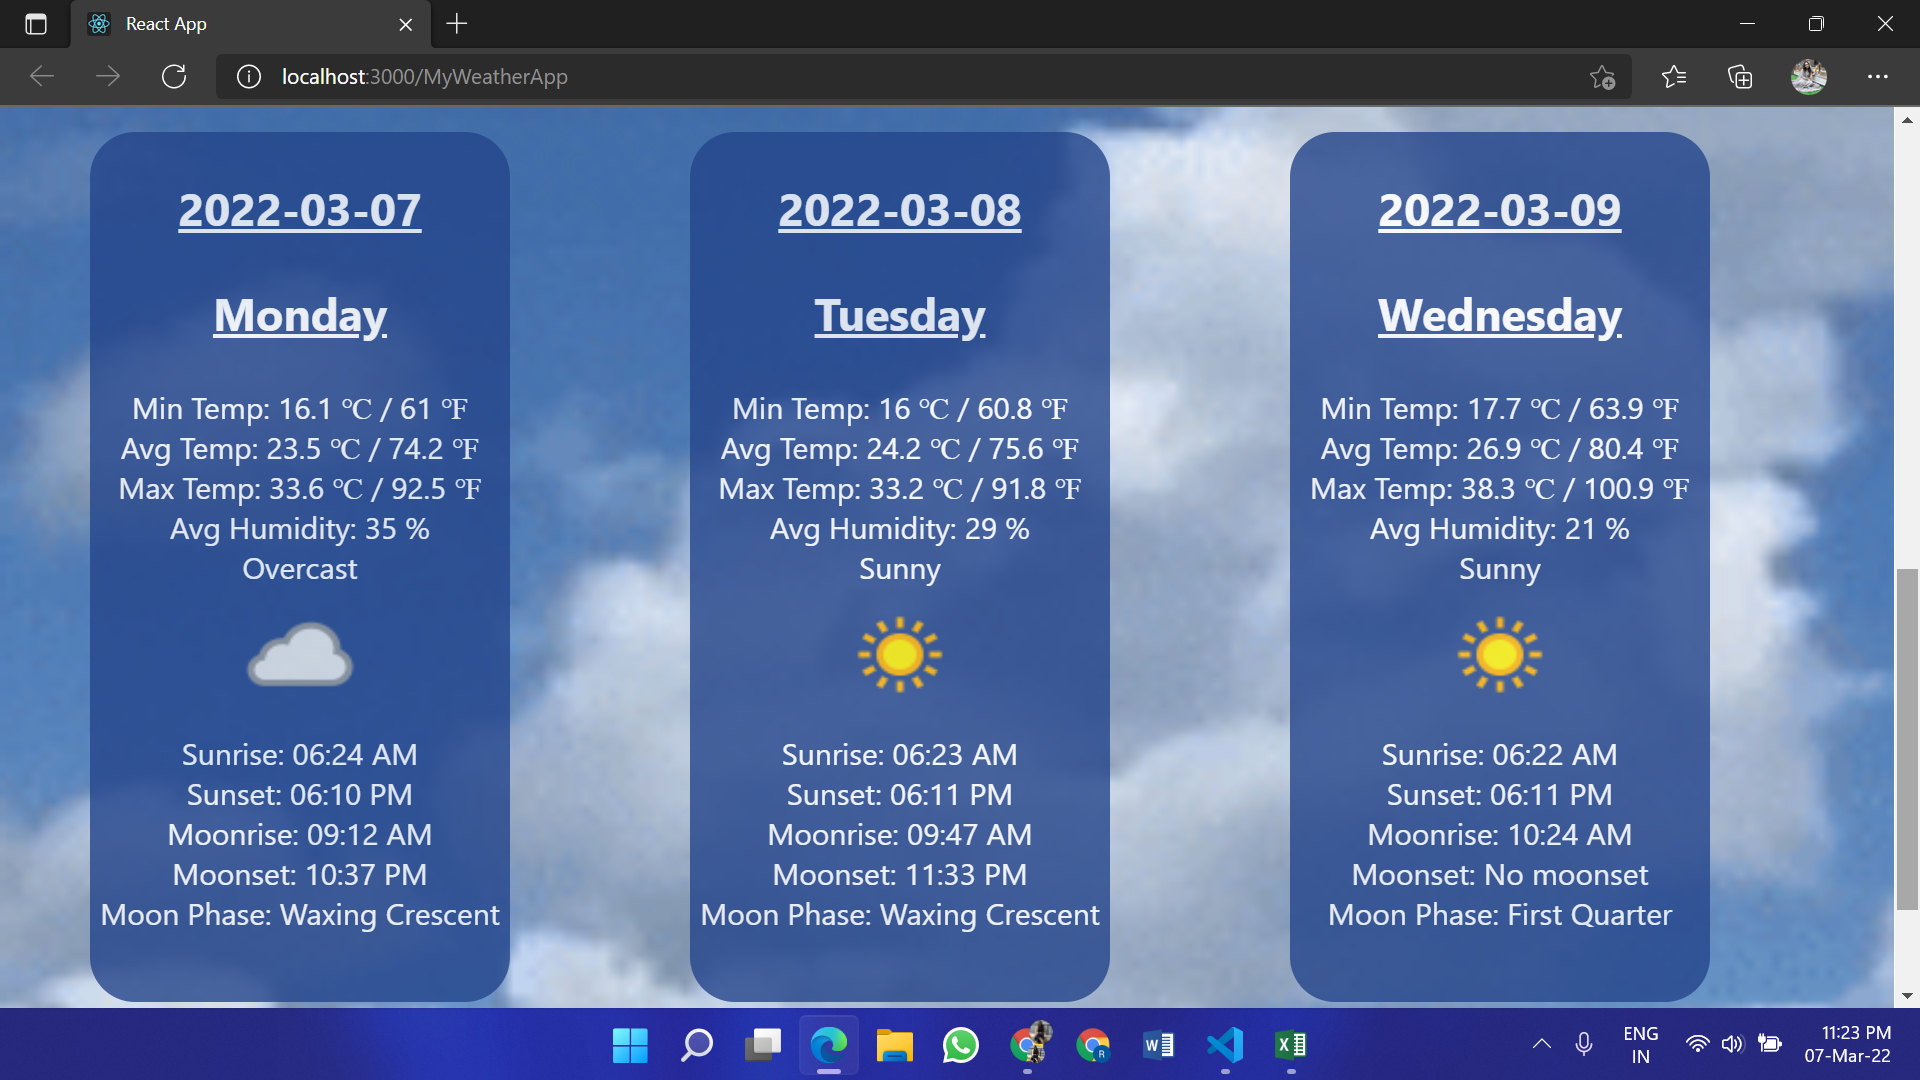 React App
localhost:3000/MyWeatherApp
2022-03-07
Monday
Min Temp: 16.1 ℃ / 61 ℉
Avg Temp: 23.5 ℃ / 74.2 ℉
Max Temp: 33.6 ℃ / 92.5 ℉
Avg Humidity: 35 %
Overcast
Sunrise: 06:24 AM
Sunset: 06:10 PM
Moonrise: 09:12 AM
Moonset: 10:37 PM
Moon Phase: Waxing Crescent
2022-03-08
Tuesday
Min Temp: 16 ℃ / 60.8 ℉
Avg Temp: 24.2 ℃ / 75.6 ℉
Max Temp: 33.2 ℃ / 91.8 ℉
Avg Humidity: 29 %
Sunny
Sunrise: 06:23 AM
Sunset: 06:11 PM
Moonrise: 09:47 AM
Moonset: 11:33 PM
Moon Phase: Waxing Crescent
2022-03-09
Wednesday
Min Temp: 17.7 ℃ / 63.9 ℉
Avg Temp: 26.9 ℃ / 80.4 ℉
Max Temp: 38.3 ℃ / 100.9 ℉
Avg Humidity: 21 %
Sunny
Sunrise: 06:22 AM
Sunset: 06:11 PM
Moonrise: 10:24 AM
Moonset: No moonset
Moon Phase: First Quarter
ENG
IN
11:23 PM
07-Mar-22